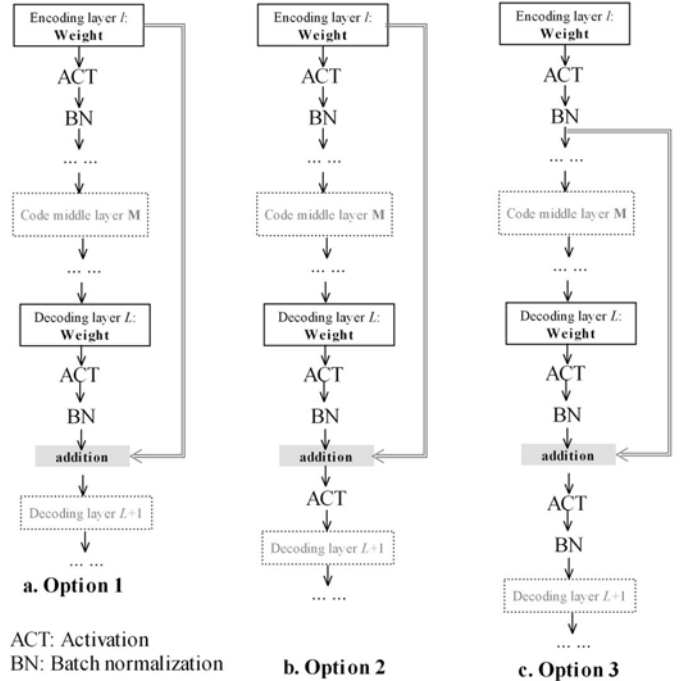 Encoding layer l:
Weight
ACT
BN
... ...
Code middle layer M
... ...
Decoding layer L:
Weight
ACT
BN
addition
Decoding layer L+1
... ...
a. Option 1
ACT: Activation
BN: Batch normalization
Encoding layer l:
Weight
ACT
BN
... ...
Code middle layer M
... ...
Decoding layer L:
Weight
ACT
BN
addition
ACT
Decoding layer L+1
... ...
b. Option 2
Encoding layer l:
Weight
ACT
BN
... ...
Code middle layer M
... ...
Decoding layer L:
Weight
ACT
BN
addition
ACT
BN
Decoding layer L+1
... ...
c. Option 3